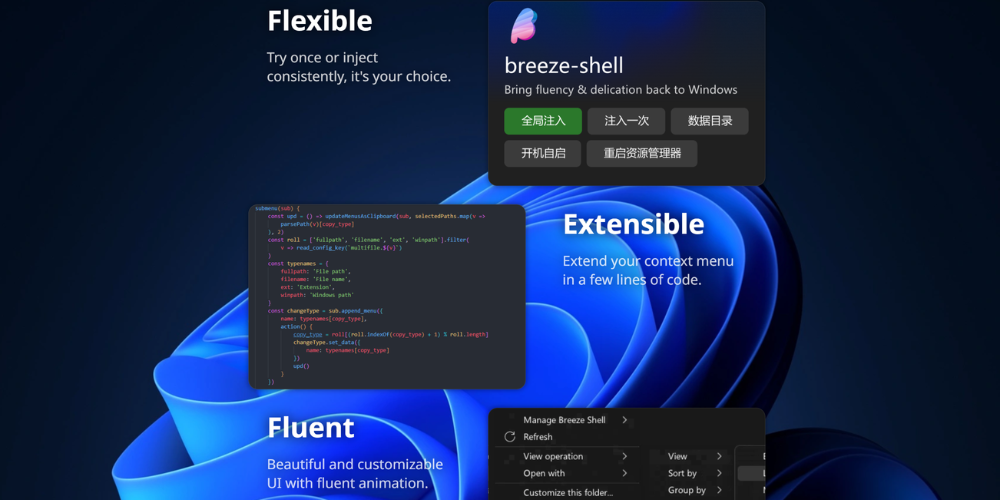 Flexible
Try once or inject
consistently, it's your choice.
breeze-shell
Bring fluency & delication back to Windows
全局注入
注入一次
数据目录
开机自启
重启资源管理器
submenu(sub) {
const upd = () => updateMenusAsClipboard(sub, selectedPaths.map(v =>
parsePath(v)[copy_type]
), 2)
const roll = ['fullpath', 'filename', 'ext', 'winpath'].filter(
v => read_config_key(`multifile.${v}`)
)
const typenames = {
fullpath: 'File path',
filename: 'File name',
ext: 'Extension',
winpath: 'Windows path'
}
const changeType = sub.append_menu({
name: typenames[copy_type],
action() {
copy_type = roll[(roll.indexOf(copy_type) + 1) % roll.length]
changeType.set_data({
name: typenames[copy_type]
})
upd()
}
})
Extensible
Extend your context menu
in a few lines of code.
Fluent
Beautiful and customizable
UI with fluent animation.
Manage Breeze Shell
Refresh
View operation
Open with
Customize this folder...
View
Sort by
Group by